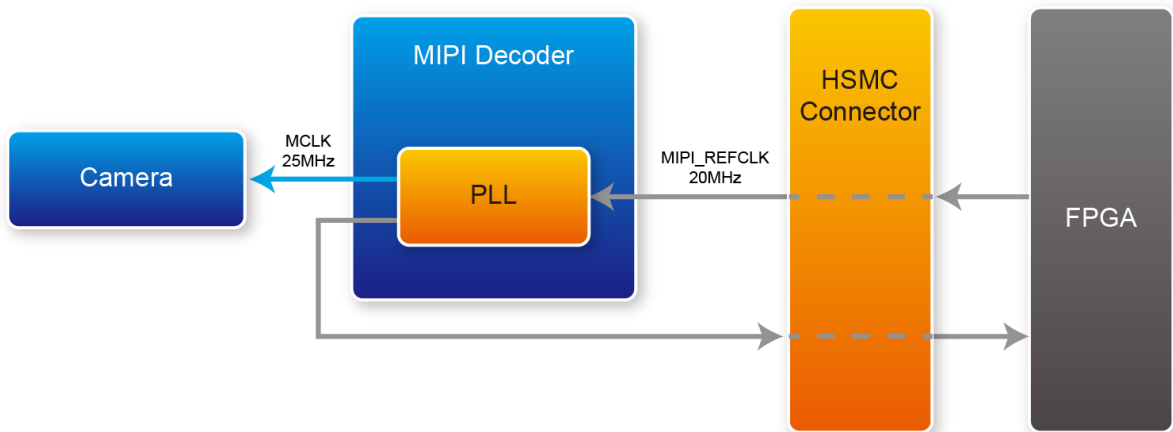 MIPI Decoder
HSMC
Connector
MCLK
25MHz
MIPI_REFCLK
20MHz
Camera
PLL
FPGA